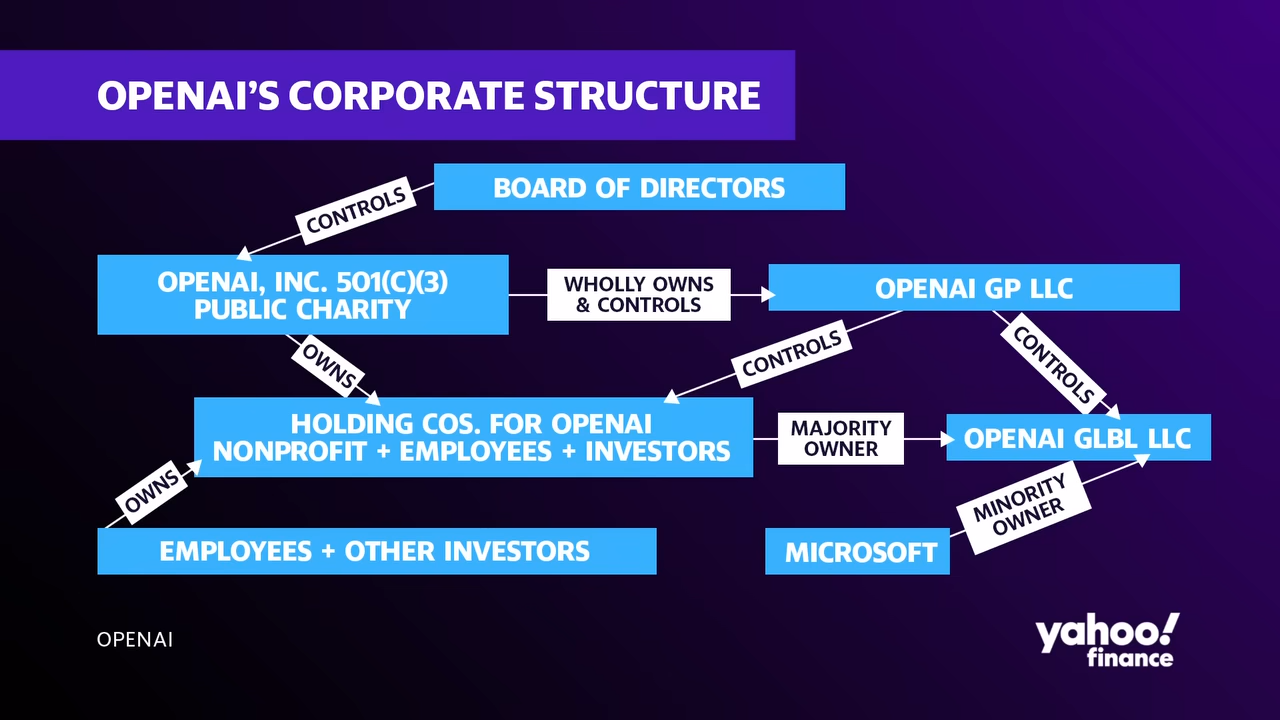 OPENAI'S CORPORATE STRUCTURE
BOARD OF DIRECTORS
CONTROLS
OPENAI, INC. 501(C)(3)
PUBLIC CHARITY
WHOLLY OWNS
& CONTROLS
OPENAI GP LLC
OWNS
CONTROLS
CONTROLS
HOLDING COS. FOR OPENAI
NONPROFIT + EMPLOYEES + INVESTORS
MAJORITY
OWNER
OPENAI GLBL LLC
OWNS
MINORITY
OWNER
EMPLOYEES + OTHER INVESTORS
MICROSOFT
OPENAI
yahoo!
finance